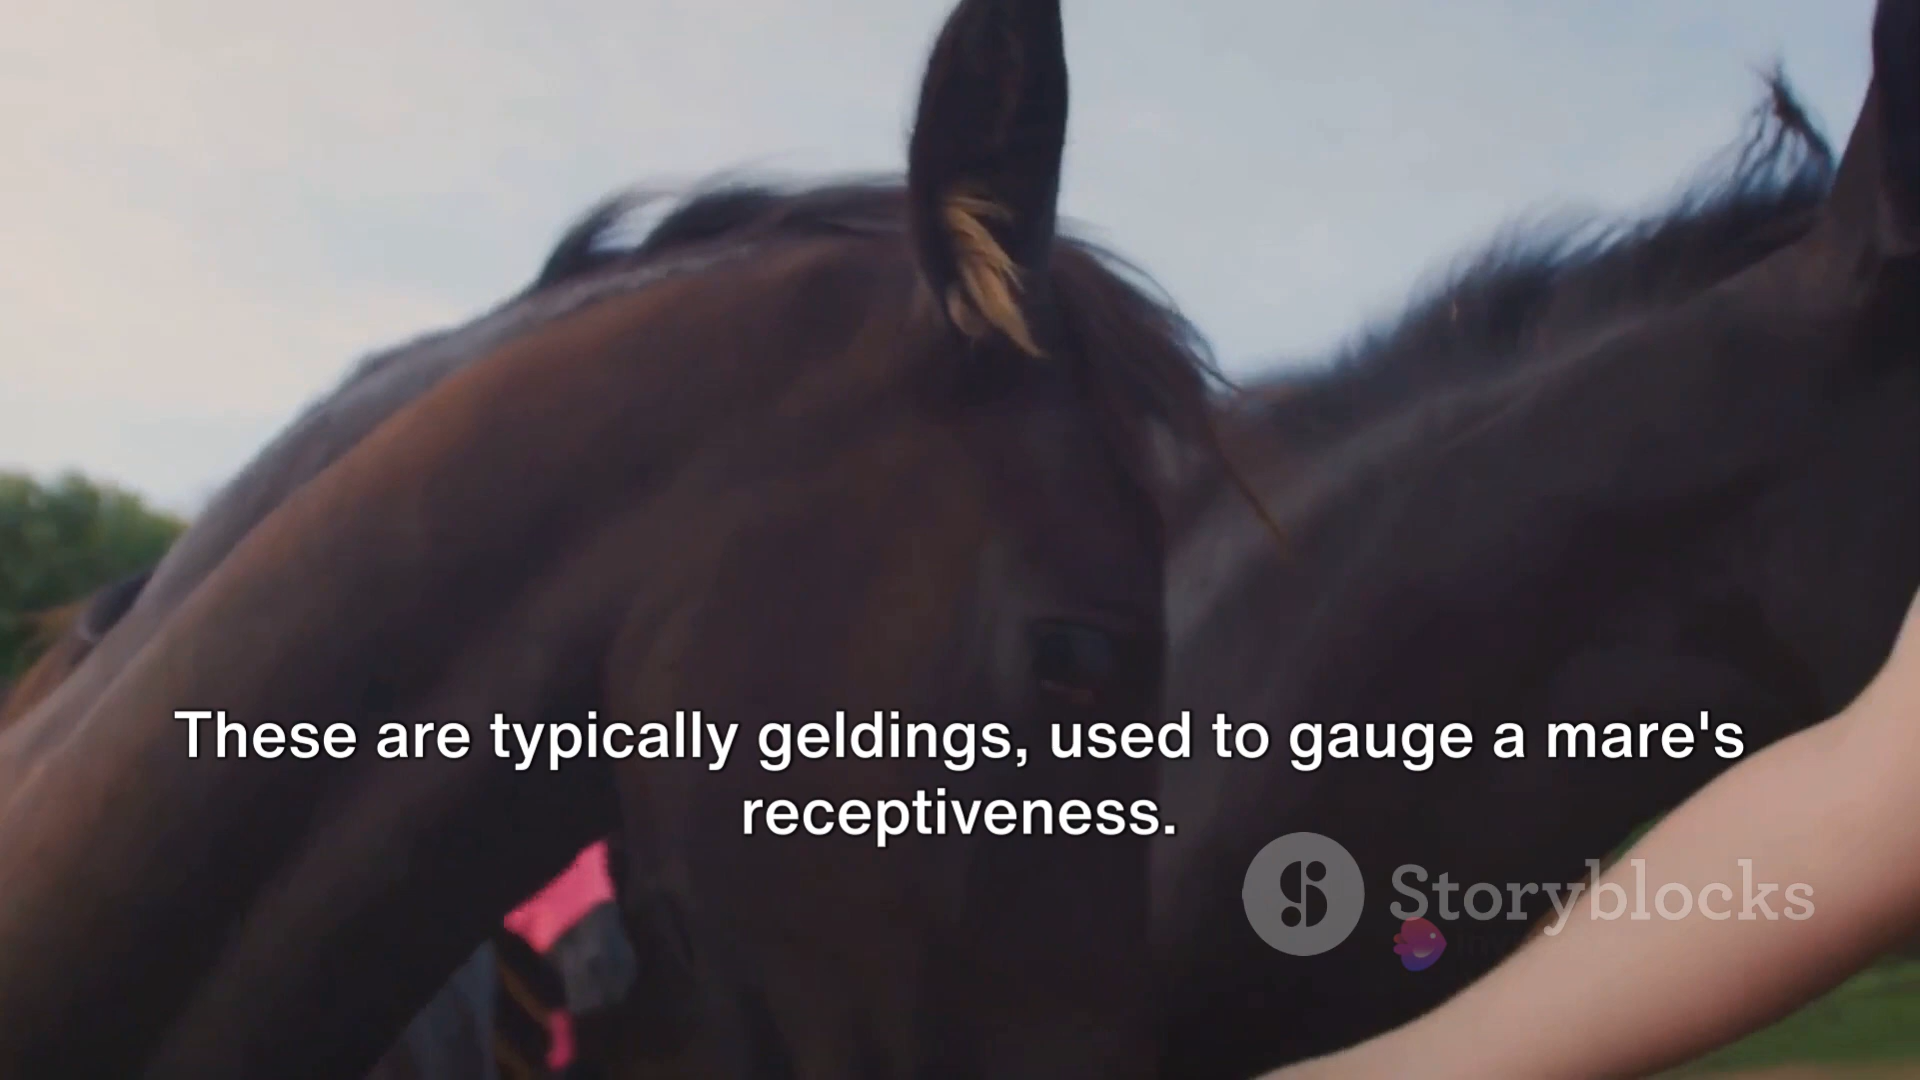 These are typically geldings, used to gauge a mare's
receptiveness.
Storyblocks